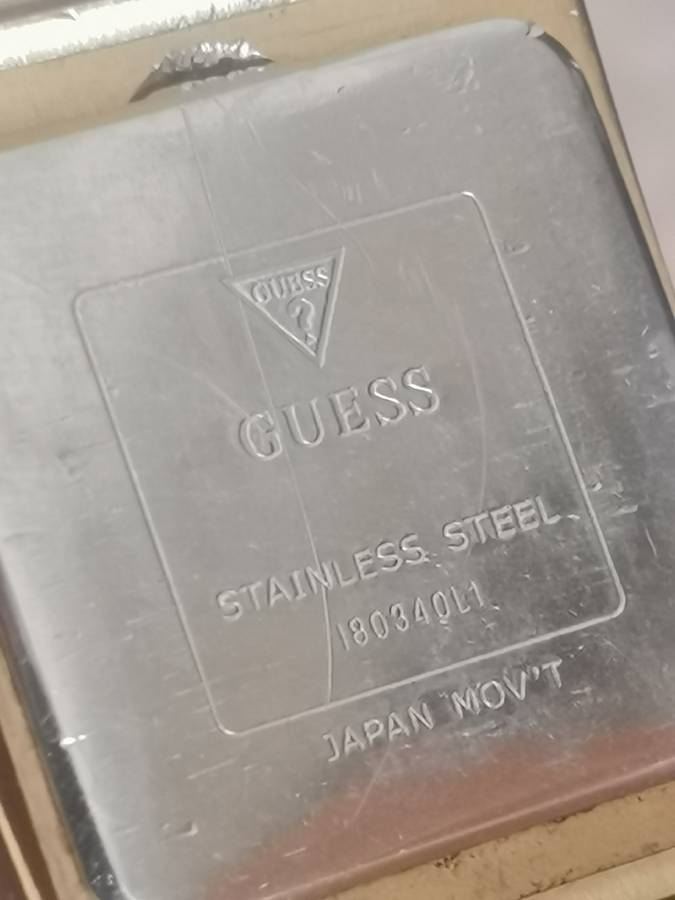 GUESS
?
GUESS
STAINLESS STEEL
I80340L1
JAPAN MOV'T